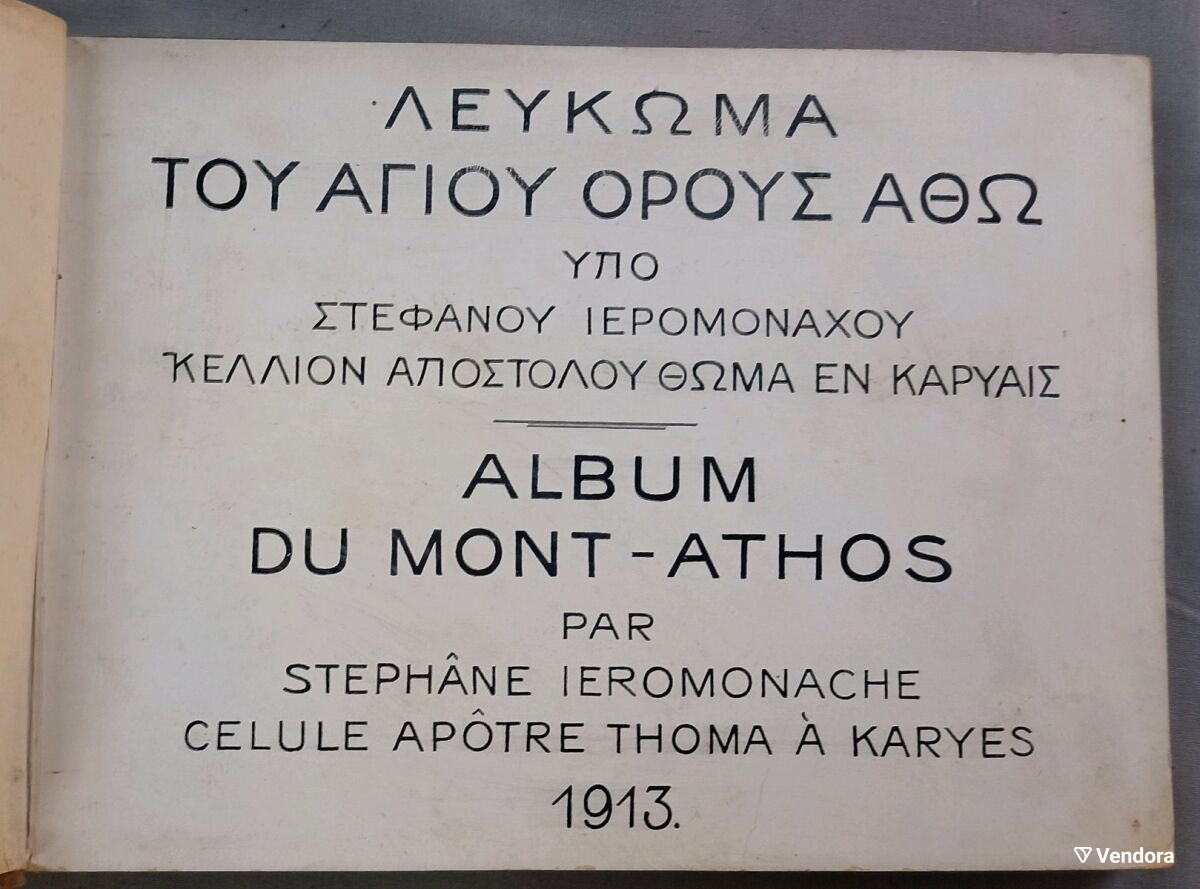 ΛΕΥΚΩΜΑ
ΤΟΥ ΑΓΙΟΥ ΟΡΟΥΣ ΑΘΩ
ΥΠΟ
ΣΤΕΦΑΝΟΥ ΙΕΡΟΜΟΝΑΧΟΥ
ΚΕΛΛΙΟΝ ΑΠΟΣΤΟΛΟΥ ΘΩΜΑ ΕΝ ΚΑΡΥΑΙΣ
ALBUM
DU MONT-ATHOS
PAR
STEPHÂNE IEROMONACHE
CELULE APÔTRE THOMA À KARYES
1913.
Vendora